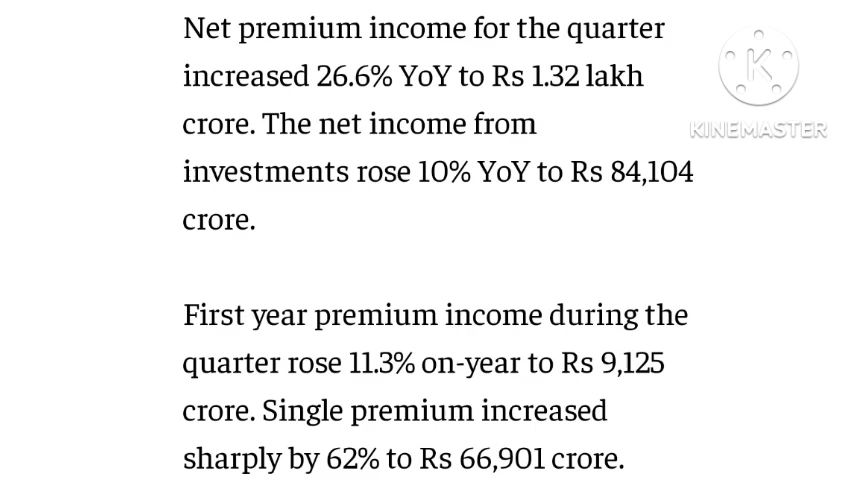 Net premium income for the quarter
increased 26.6% YoY to Rs 1.32 lakh
crore. The net income from
investments rose 10% YoY to Rs 84,104
crore.
First year premium income during the
quarter rose 11.3% on-year to Rs 9,125
crore. Single premium increased
sharply by 62% to Rs 66,901 crore.
K
KINEMASTER